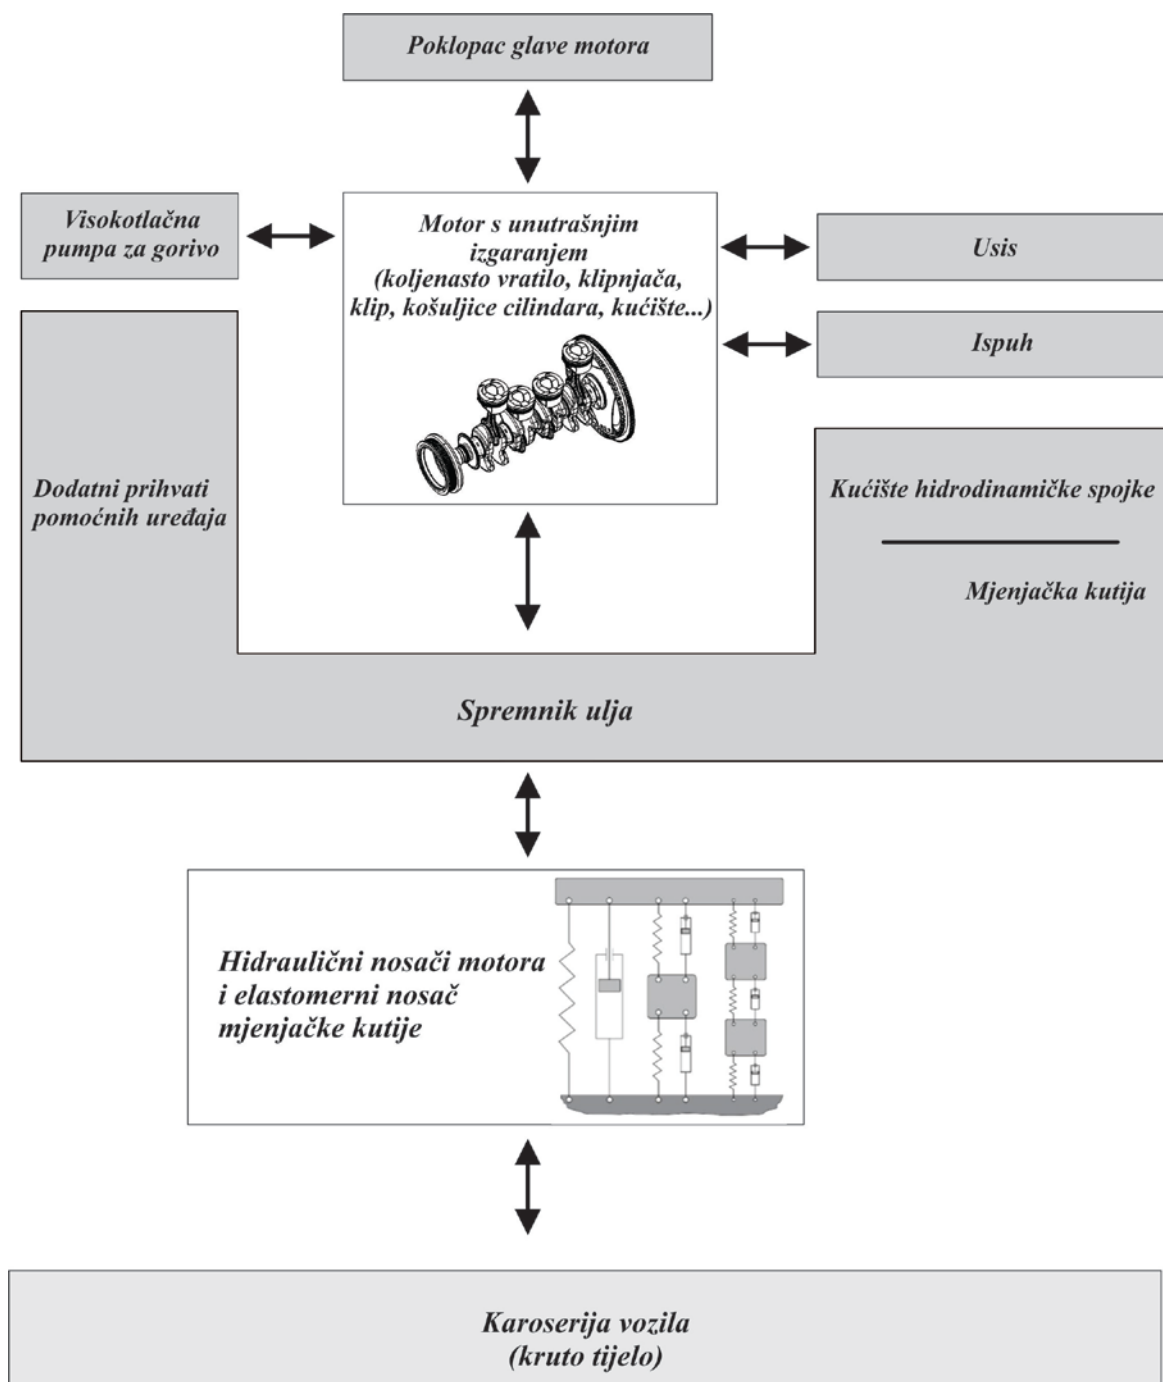 Poklopac glave motora
Visokotlačna
pumpa za gorivo
Motor s unutrašnjim
izgaranjem
(koljenasto vratilo, klipnjača,
klip, košuljice cilindara, kućište...)
Usis
Ispuh
Dodatni prihvati
pomoćnih uređaja
Kućište hidrodinamičke spojke
Mjenjačka kutija
Spremnik ulja
Hidraulični nosači motora
i elastomerni nosač
mjenjačke kutije
Karoserija vozila
(kruto tijelo)